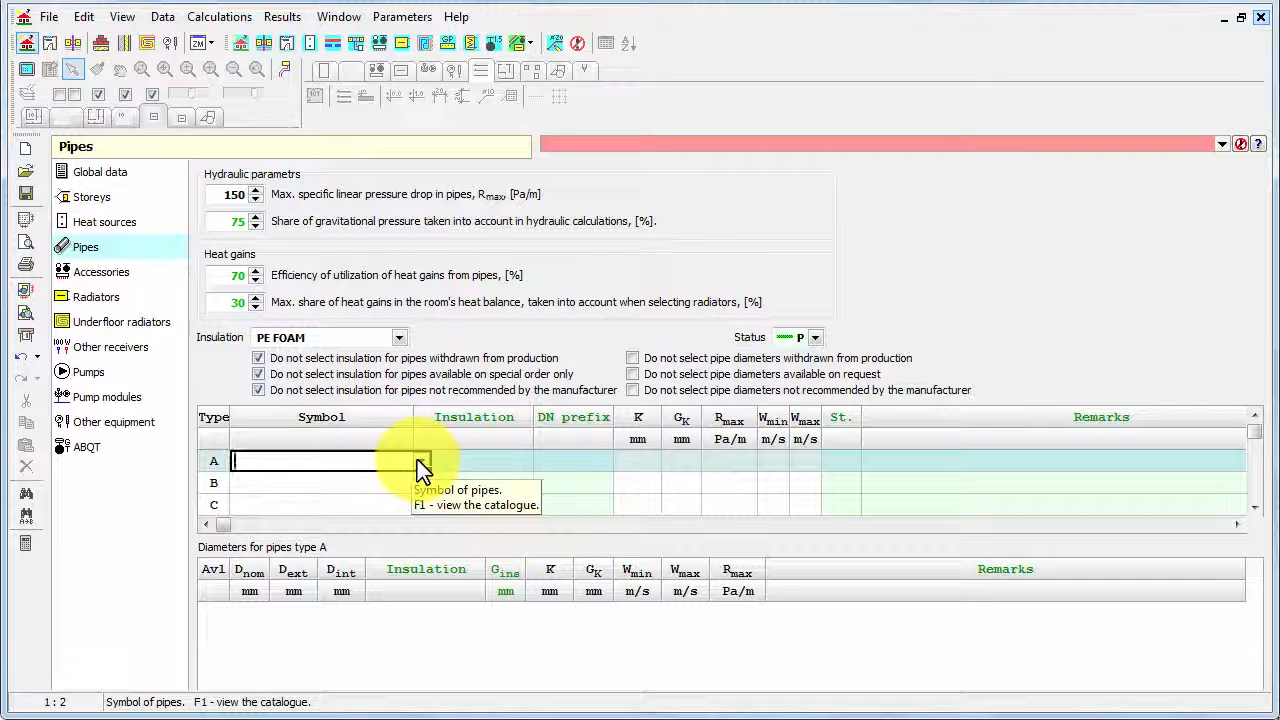 File Edit View Data Calculations Results Window Parameters Help
Pipes
Global data
Storeys
Heat sources
Pipes
Accessories
Radiators
Underfloor radiators
Other receivers
Pumps
Pump modules
Other equipment
ABQT
Hydraulic parametrs
150 Max. specific linear pressure drop in pipes, Rmax, [Pa/m]
75 Share of gravitational pressure taken into account in hydraulic calculations, [%].
Heat gains
70 Efficiency of utilization of heat gains from pipes, [%]
30 Max. share of heat gains in the room's heat balance, taken into account when selecting radiators, [%]
Insulation PE FOAM Status P
Do not select insulation for pipes withdrawn from production Do not select pipe diameters withdrawn from production
Do not select insulation for pipes available on special order only Do not select pipe diameters available on request
Do not select insulation for pipes not recommended by the manufacturer Do not select pipe diameters not recommended by the manufacturer
Type Symbol Insulation DN prefix K GK Rmax Wmin Wmax St. Remarks
mm mm Pa/m m/s m/s
A
B
C
Symbol of pipes.
F1 - view the catalogue.
Diameters for pipes type A
Avl Dnom Dext Dint Insulation Gins K GK Wmin Wmax Rmax Remarks
mm mm mm mm mm mm m/s m/s Pa/m
1 : 2 Symbol of pipes. F1 - view the catalogue.